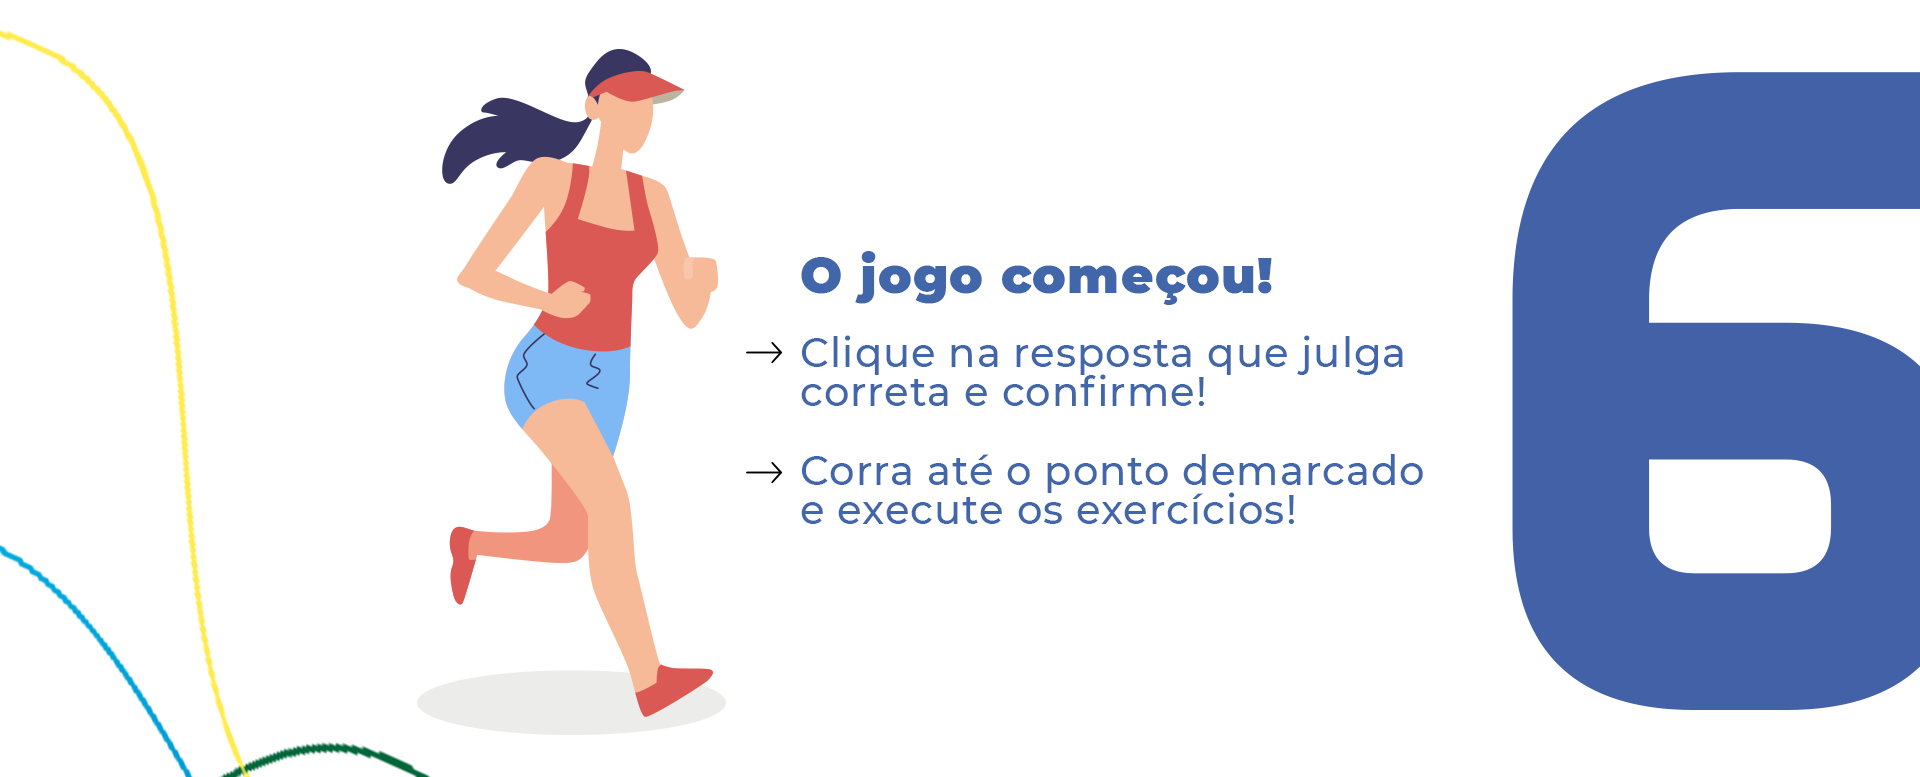 O jogo começou!
→ Clique na resposta que julga
correta e confirme!
→ Corra até o ponto demarcado
e execute os exercícios!
6